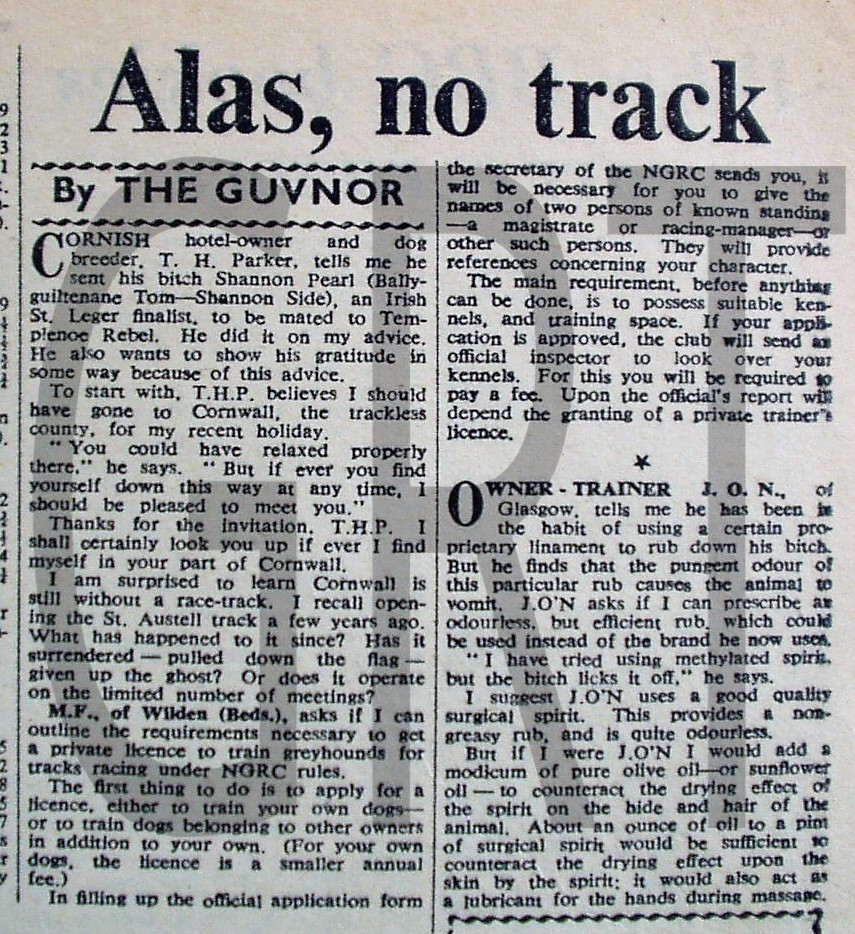 Alas, no track
By THE GUVNOR
CORNISH hotel-owner and dog
breeder, T. H. Parker, tells me he
sent his bitch Shannon Pearl (Bally-
guiltenane Tom—Shannon Side), an Irish
St. Leger finalist, to be mated to Tem-
plenoe Rebel. He did it on my advice.
He also wants to show his gratitude in
some way because of this advice.
To start with, T.H.P. believes I should
have gone to Cornwall, the trackless
county, for my recent holiday.
" You could have relaxed properly
there," he says. " But if ever you find
yourself down this way at any time, I
should be pleased to meet you."
Thanks for the invitation, T.H.P. I
shall certainly look you up if ever I find
myself in your part of Cornwall.
I am surprised to learn Cornwall is
still without a race-track. I recall open-
ing the St. Austell track a few years ago.
What has happened to it since? Has it
surrendered — pulled down the flag —
given up the ghost? Or does it operate
on the limited number of meetings?
M.F., of Wilden (Beds.), asks if I can
outline the requirements necessary to get
a private licence to train greyhounds for
tracks racing under NGRC rules.
The first thing to do is to apply for a
licence, either to train your own dogs—
or to train dogs belonging to other owners
in addition to your own. (For your own
dogs, the licence is a smaller annual
fee.)
In filling up the official application form
the secretary of the NGRC sends you, it
will be necessary for you to give the
names of two persons of known standing
—a magistrate or racing-manager—or
other such persons. They will provide
references concerning your character.
The main requirement, before anything
can be done, is to possess suitable ken-
nels, and training space. If your appli-
cation is approved, the club will send an
official inspector to look over your
kennels. For this you will be required to
pay a fee. Upon the official's report will
depend the granting of a private trainer's
licence.
★
OWNER-TRAINER J. O. N., of
Glasgow, tells me he has been in
the habit of using a certain pro-
prietary linament to rub down his bitch.
But he finds that the pungent odour of
this particular rub causes the animal to
vomit. J.O'N asks if I can prescribe an
odourless, but efficient rub, which could
be used instead of the brand he now uses.
" I have tried using methylated spirit,
but the bitch licks it off," he says.
I suggest J.O'N uses a good quality
surgical spirit. This provides a non-
greasy rub, and is quite odourless.
But if I were J.O'N I would add a
modicum of pure olive oil—or sunflower
oil — to counteract the drying effect of
the spirit on the hide and hair of the
animal. About an ounce of oil to a pint
of surgical spirit would be sufficient to
counteract the drying effect upon the
skin by the spirit; it would also act as
a lubricant for the hands during massage.
GRT